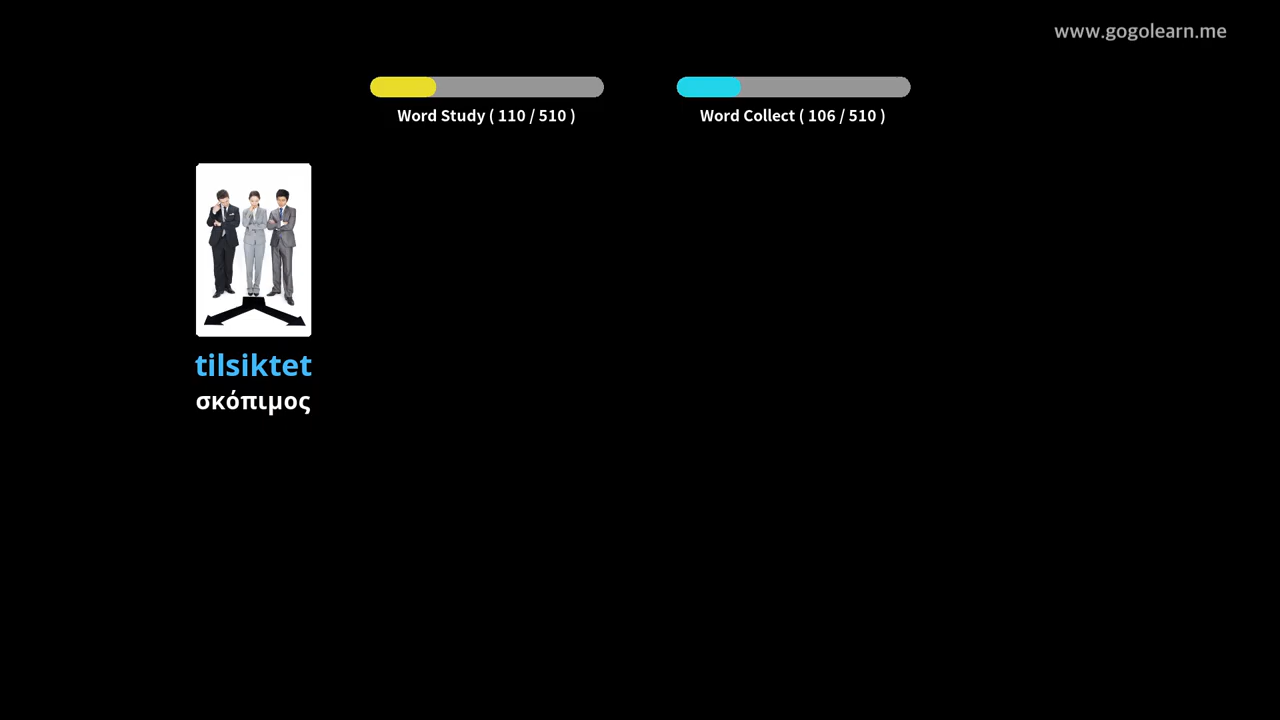 www.gogolearn.me
Word Study ( 110 / 510 )
Word Collect ( 106 / 510 )
tilsiktet
σκόπιμος